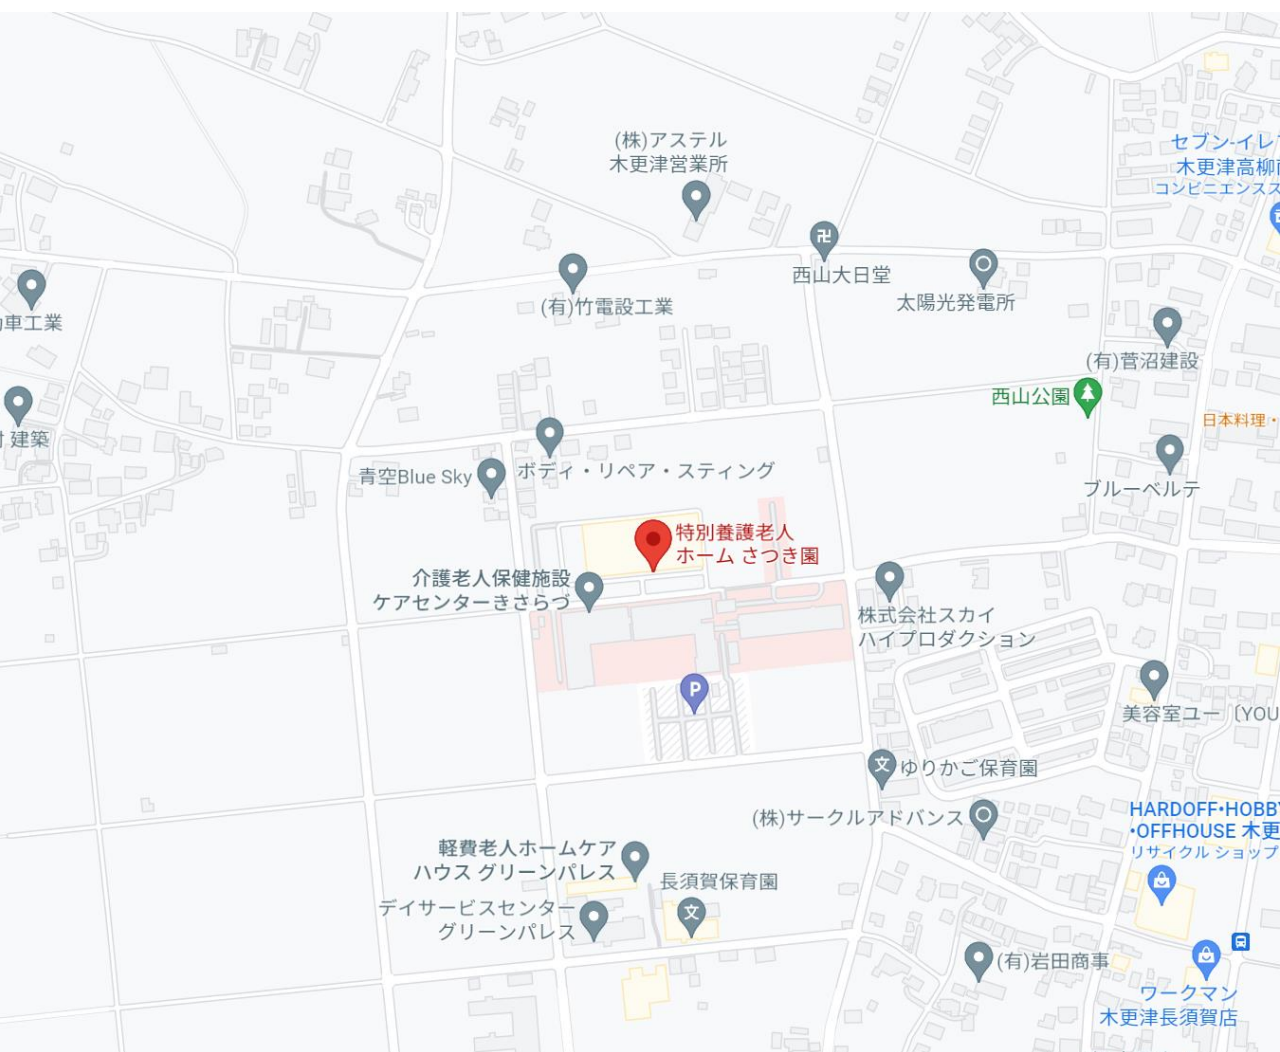 (株)アステル
木更津営業所
セブン-イレ
木更津高柳
コンビニエンスス
卍
西山大日堂
太陽光発電所
(有)竹電設工業
車工業
(有)菅沼建設
西山公園
日本料理・
建築
ボディ・リペア・スティング
青空Blue Sky
ブルーベルテ
特別養護老人
ホーム さつき園
介護老人保健施設
ケアセンターきさらづ
株式会社スカイ
ハイプロダクション
P
美容室ユー〔YOU
文
ゆりかご保育園
(株)サークルアドバンス
HARDOFF•HOBBY
•OFFHOUSE 木更
リサイクル ショップ
軽費老人ホームケア
ハウス グリーンパレス
長須賀保育園
文
デイサービスセンター
グリーンパレス
(有)岩田商事
ワークマン
木更津長須賀店